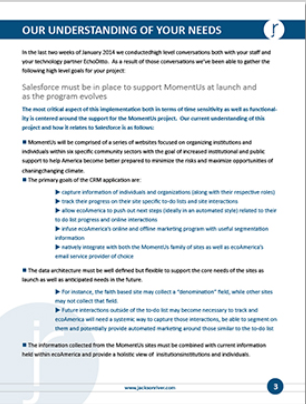 OUR UNDERSTANDING OF YOUR NEEDS
In the last two weeks of January 2014 we conductedhigh level conversations both with your staff and
your technology partner EchoDitto. As a result of those conversations we've been able to gather the
following high level goals for your project:
Salesforce must be in place to support MomentUs at launch and
as the program evolves
The most critical aspect of this implementation both in terms of time sensitivity as well as functional-
ity is centered around the support for the MomentUs project. Our current understanding of this
project and how it relates to Salesforce is as follows:
■ MomentUs will be comprised of a series of websites focused on organizing institutions and
individuals within six specific community sectors with the goal of increased institutional and public
support to help America become better prepared to minimize the risks and maximize opportunities of
chaningchanging climate.
■ The primary goals of the CRM application are:
▶ capture information of individuals and organizations (along with their respective roles)
▶ track their progress on their site specific to-do lists and site interactions
▶ allow ecoAmerica to push out next steps (ideally in an automated style) related to their
to do list progress and online interactions
▶ infuse ecoAmerica's online and offline marketing program with useful segmentation
information
▶ natively integrate with both the MomentUs family of sites as well as ecoAmerica's
email service provider of choice
■ The data architecture must be well defined but flexible to support the core needs of the sites as
launch as well as anticipated needs in the future.
▶ For instance, the faith based site may collect a "denomination" field, while other sites
may not collect that field.
▶ Future interactions outside of the to-do list may become necessary to track and
ecoAmerica will need a systemic way to capture those interactions, be able to segment on
them and potentially provide automated marketing around those similar to the to-do list
■ The information collected from the MomentUs sites must be combined with current information
held within ecoAmerica and provide a holistic view of insitutionsinstitutions and individuals.
www.jacksonriver.com
3